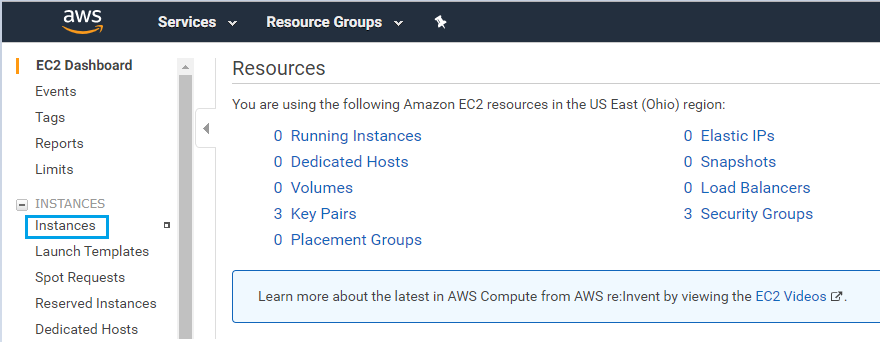 aws Services Resource Groups
EC2 Dashboard
Events
Tags
Reports
Limits
INSTANCES
Instances
Launch Templates
Spot Requests
Reserved Instances
Dedicated Hosts
Resources
You are using the following Amazon EC2 resources in the US East (Ohio) region:
0 Running Instances
0 Dedicated Hosts
0 Volumes
3 Key Pairs
0 Placement Groups
0 Elastic IPs
0 Snapshots
0 Load Balancers
3 Security Groups
Learn more about the latest in AWS Compute from AWS re:Invent by viewing the EC2 Videos .